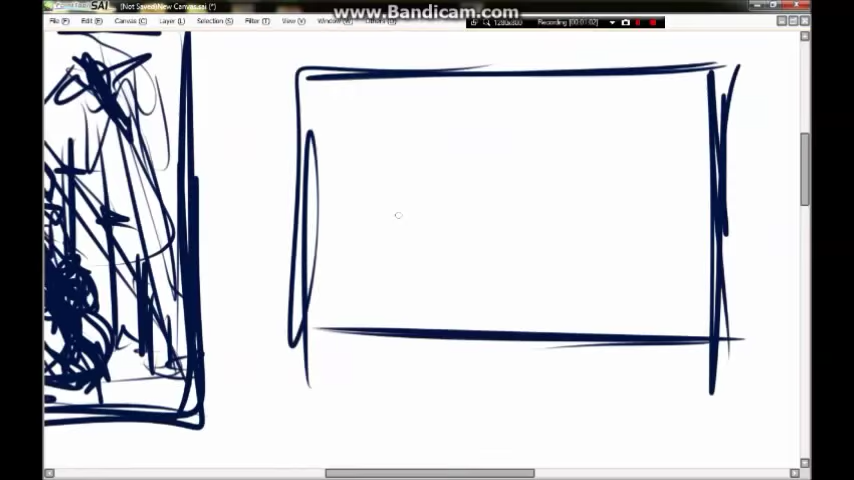 www.Bandicam.com
SAI (Not Saved)New Canvas.sai (*)
File (F) Edit (E) Canvas (C) Layer (L) Selection (S) Filter (T) View (V) Window (W) Others (O)
Recording [00:01:02]